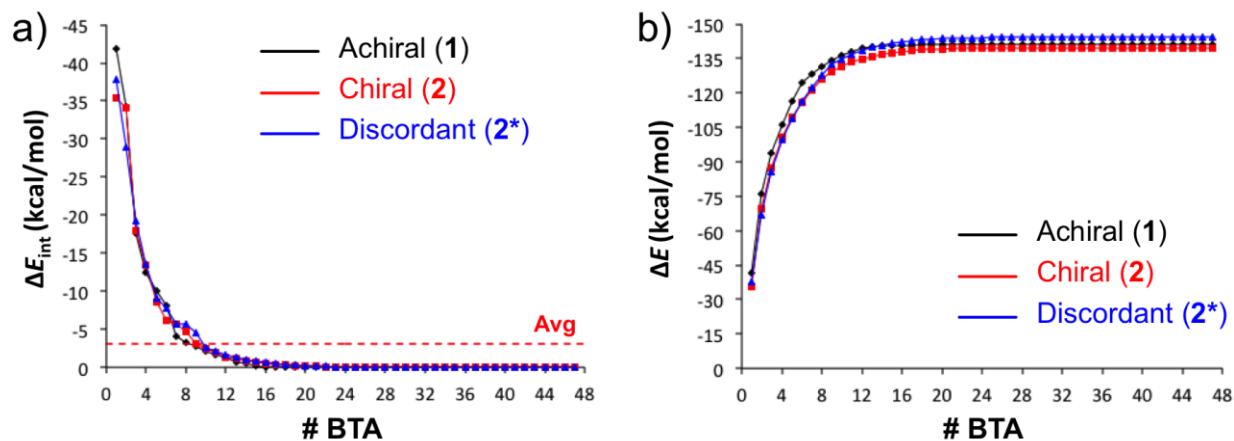 a)
Achiral (1)
Chiral (2)
Discordant (2*)
ΔEint (kcal/mol)
-45
-40
-35
-30
-25
-20
-15
-10
-5
0
Avg
0 4 8 12 16 20 24 28 32 36 40 44 48
# BTA
b)
ΔE (kcal/mol)
-150
-135
-120
-105
-90
-75
-60
-45
-30
-15
0
Achiral (1)
Chiral (2)
Discordant (2*)
0 4 8 12 16 20 24 28 32 36 40 44 48
# BTA